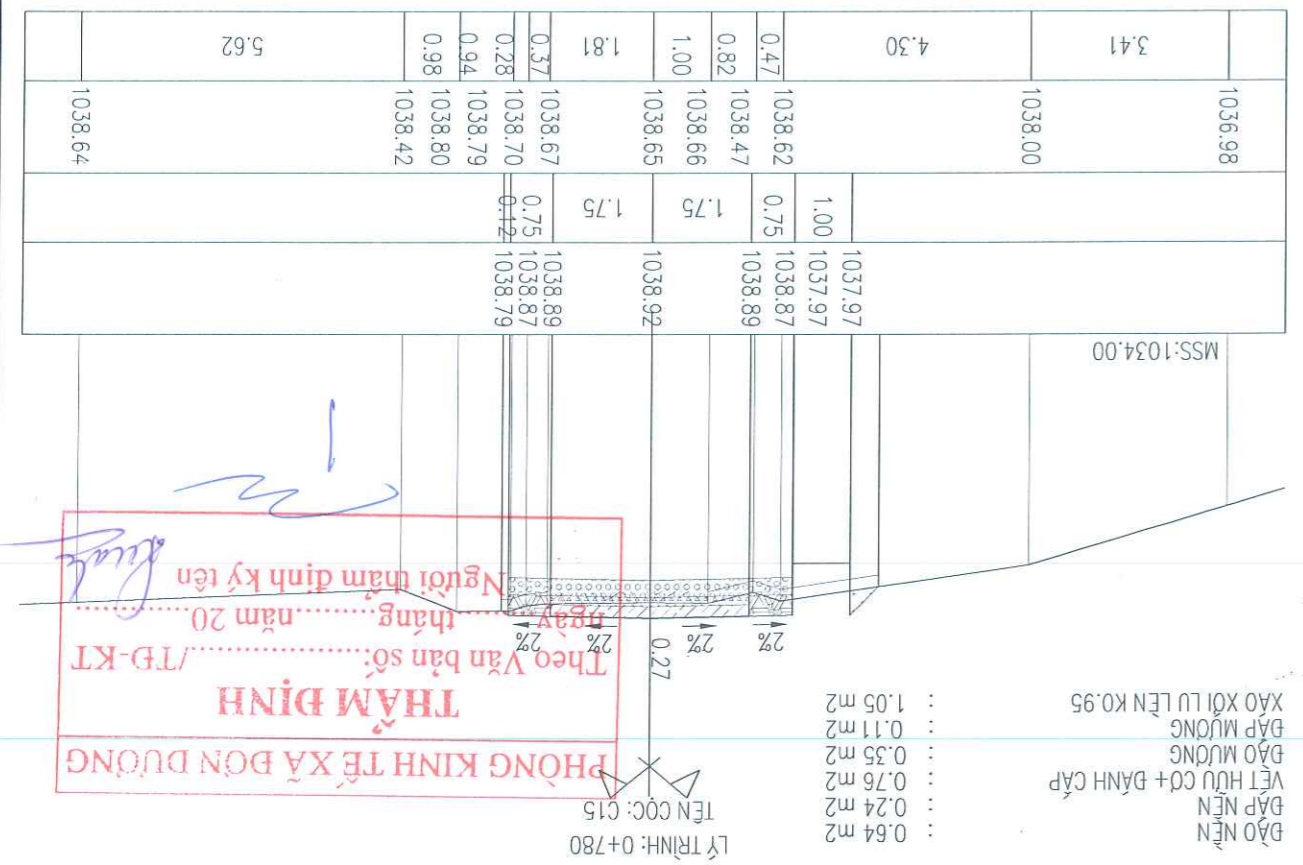 LÝ TRÌNH: 0+780
TÊN CỌC: C15
ĐÀO NỀN : 0.64 m2
ĐẮP NỀN : 0.24 m2
VÉT HỮU CƠ+ ĐÁNH CẤP : 0.76 m2
ĐÀO MƯƠNG : 0.35 m2
ĐẮP MƯƠNG : 0.11 m2
XÁO XỚI LU LÈN K0.95 : 1.05 m2
PHÒNG KINH TẾ XÃ ĐƠN DƯƠNG
THẨM ĐỊNH
Theo Văn bản số:............../TĐ-KT
ngày..........tháng..........năm 20..........
Người thẩm định ký tên
0.27
2% 2% 2% 2%
MSS:1034.00
1037.97 1037.97 1038.87 1038.89 1038.92 1038.89 1038.87 1038.79
1.00 0.75 1.75 1.75 0.75 0.12
1036.98 1038.00 1038.62 1038.47 1038.66 1038.65 1038.67 1038.70 1038.79 1038.80 1038.42 1038.64
3.41 4.30 0.47 0.82 1.00 1.81 0.37 0.28 0.94 0.98 5.62